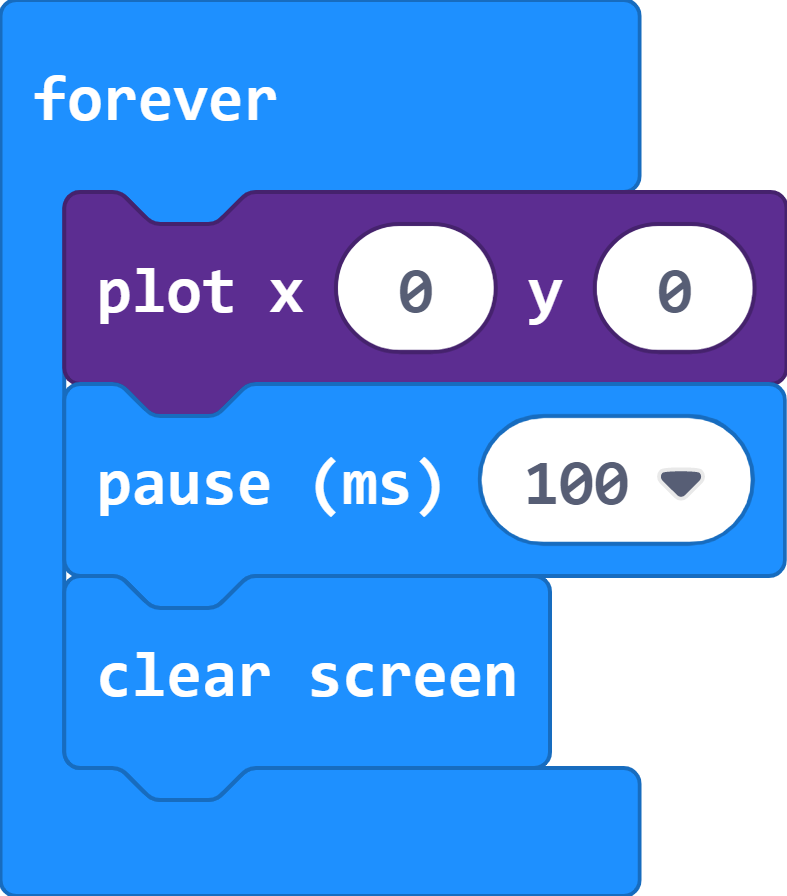 forever
plot x 0 y 0
pause (ms) 100
clear screen